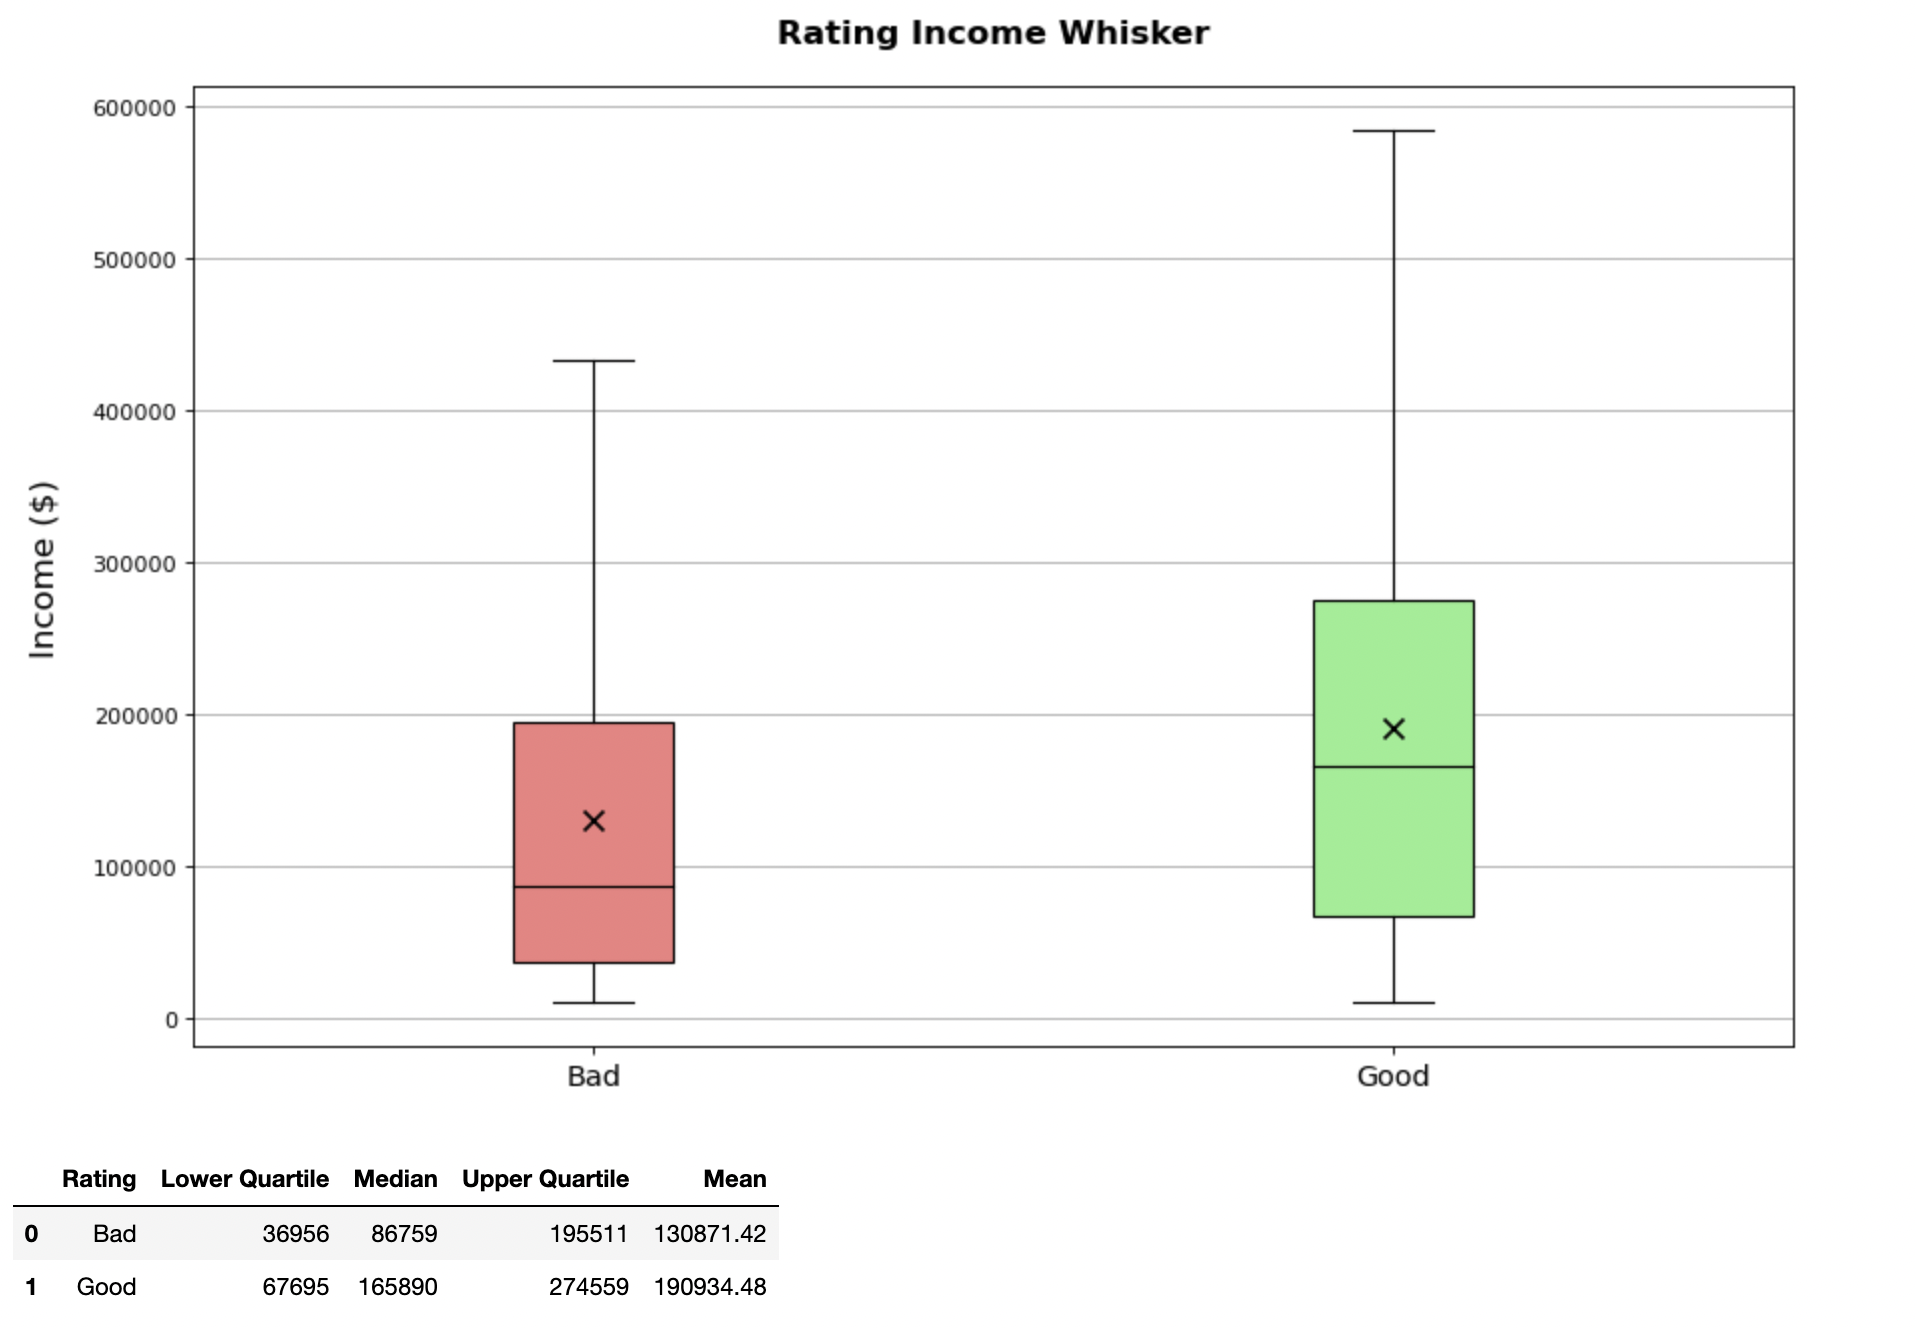 Rating Income Whisker
600000
500000
400000
300000
200000
100000
0
Income ($)
Bad Good
Rating Lower Quartile Median Upper Quartile Mean
0 Bad 36956 86759 195511 130871.42
1 Good 67695 165890 274559 190934.48